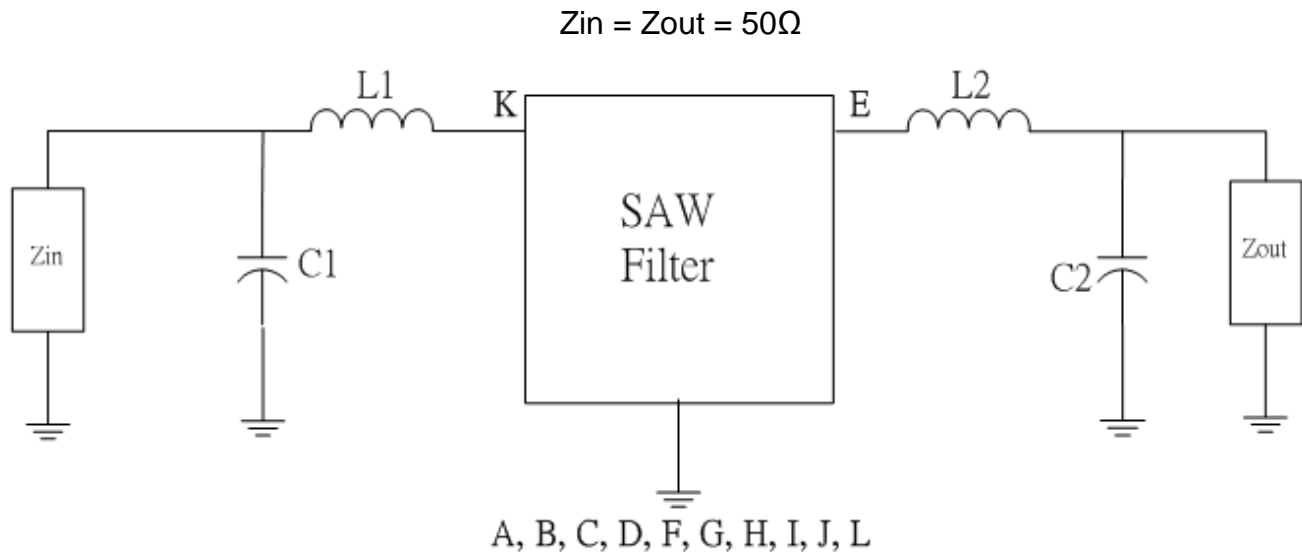 Zin = Zout = 50Ω
L1
K
E
L2
SAW
Filter
Zin
C1
C2
Zout
A, B, C, D, F, G, H, I, J, L